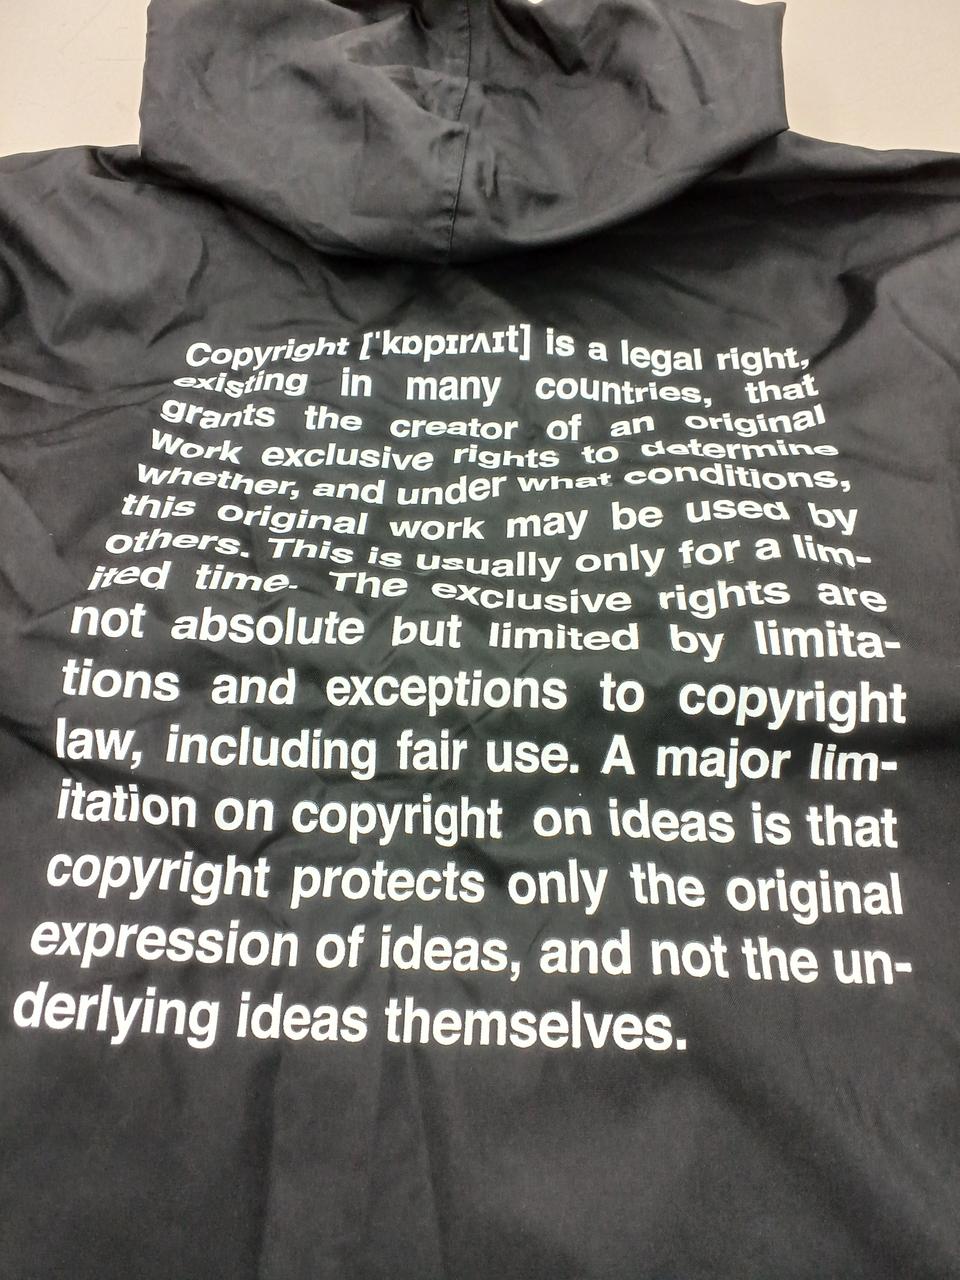 Copyright ['kɒpɪrʌɪt] is a legal right,
existing in many countries, that
grants the creator of an original
work exclusive rights to determine
whether, and under what conditions,
this original work may be used by
others. This is usually only for a lim-
ited time. The exclusive rights are
not absolute but limited by limita-
tions and exceptions to copyright
law, including fair use. A major lim-
itation on copyright on ideas is that
copyright protects only the original
expression of ideas, and not the un-
derlying ideas themselves.